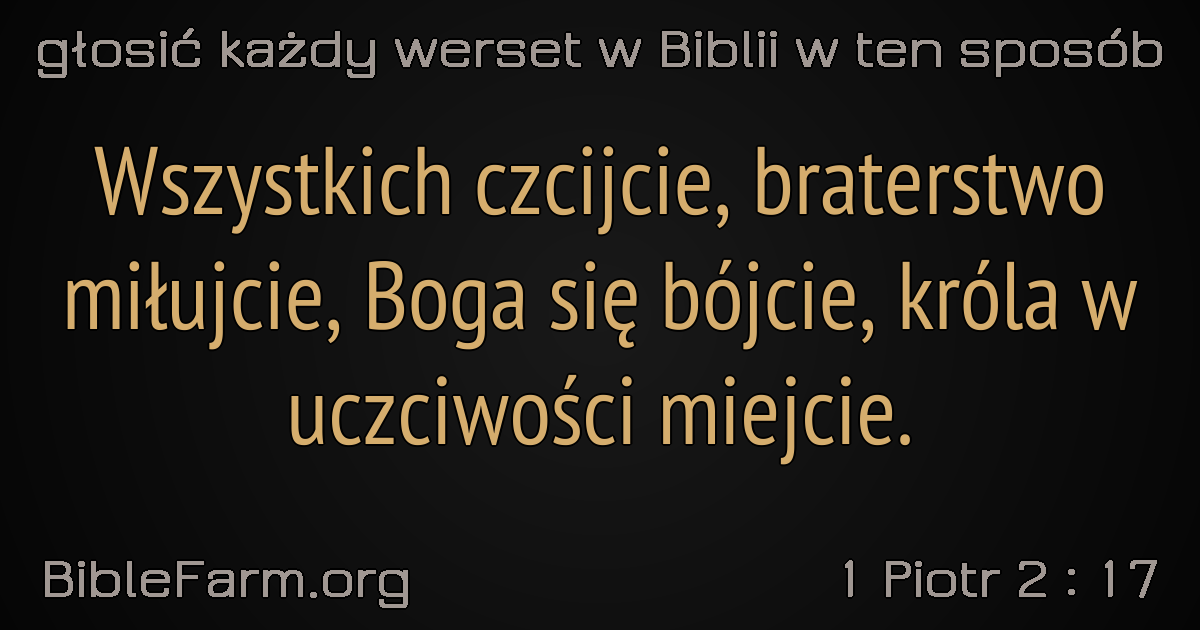 głosić każdy werset w Biblii w ten sposób
Wszystkich czcijcie, braterstwo
miłujcie, Boga się bójcie, króla w
uczciwości miejcie.
BibleFarm.org
1 Piotr 2 : 17